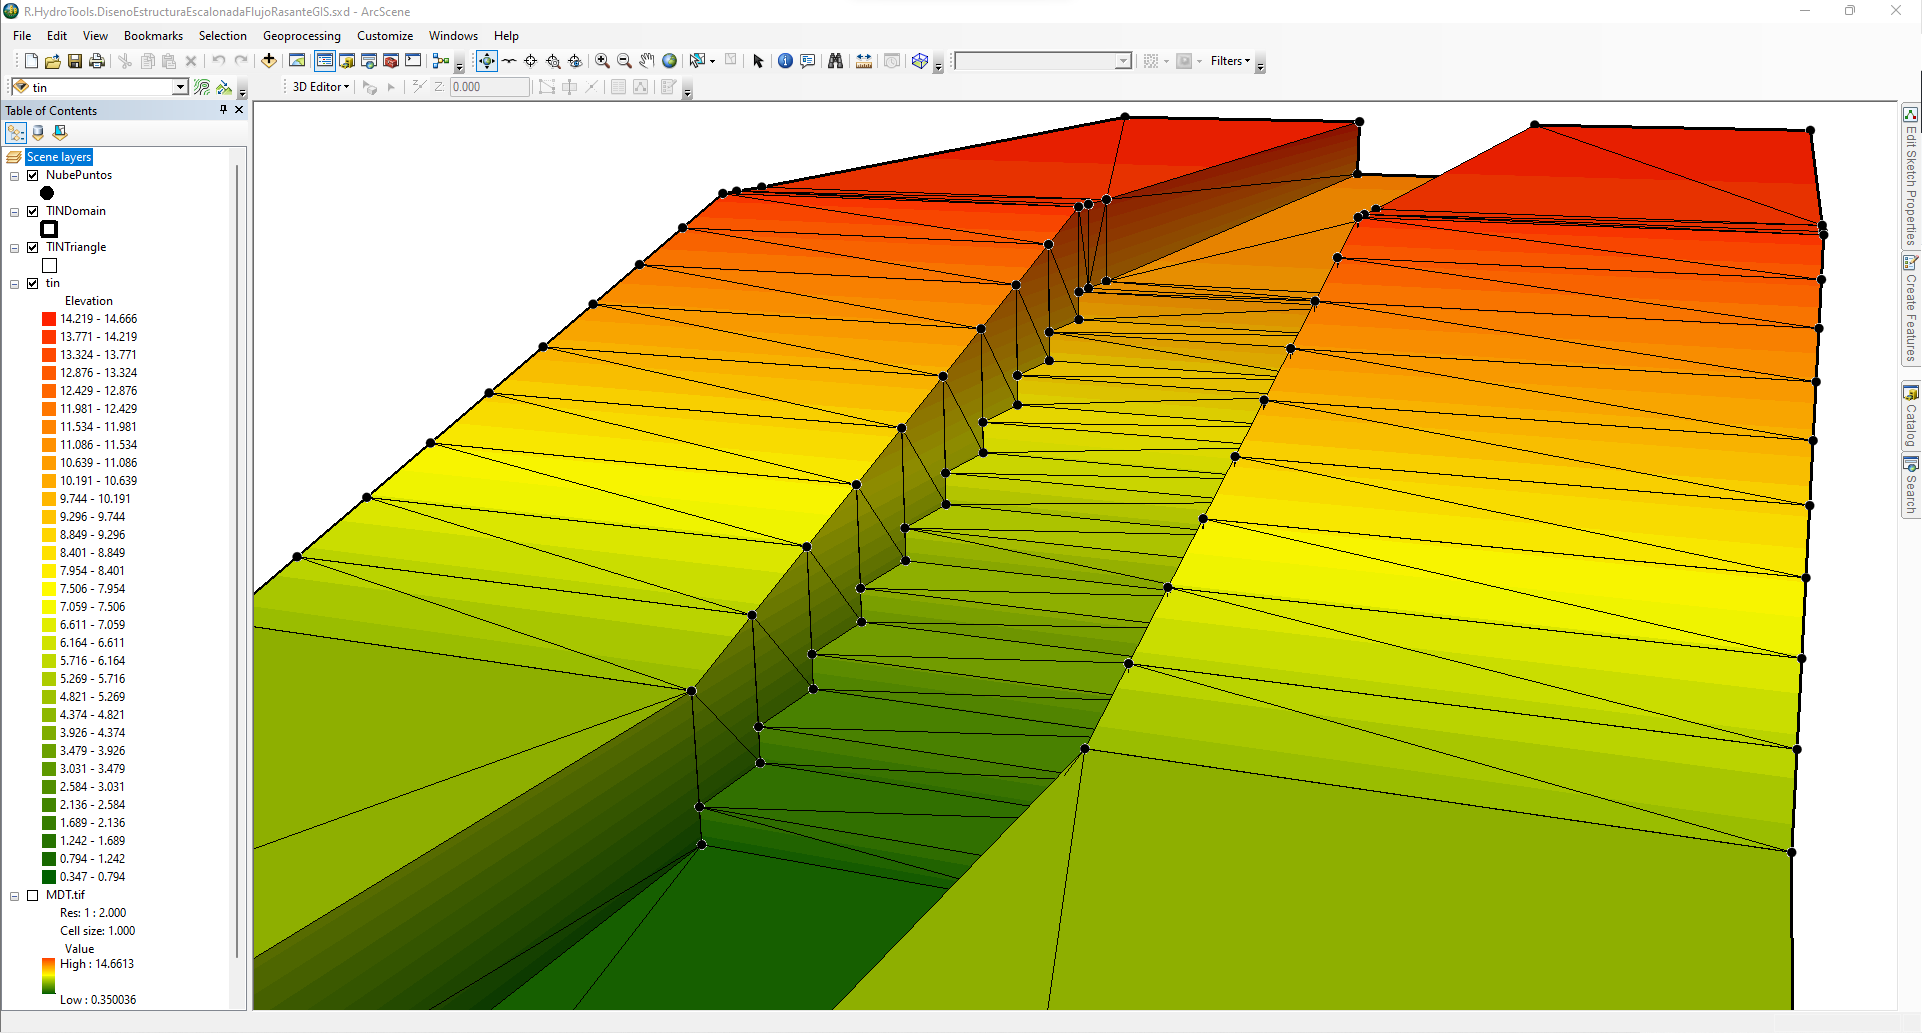 R.HydroTools.DisenoEstructuraEscalonadaFlujoRasanteGIS.sxd - ArcScene
File Edit View Bookmarks Selection Geoprocessing Customize Windows Help
Filters
tin
3D Editor
Z: 0.000
Table of Contents
Scene layers
NubePuntos
TINDomain
TINTriangle
tin
Elevation
14.219 - 14.666
13.771 - 14.219
13.324 - 13.771
12.876 - 13.324
12.429 - 12.876
11.981 - 12.429
11.534 - 11.981
11.086 - 11.534
10.639 - 11.086
10.191 - 10.639
9.744 - 10.191
9.296 - 9.744
8.849 - 9.296
8.401 - 8.849
7.954 - 8.401
7.506 - 7.954
7.059 - 7.506
6.611 - 7.059
6.164 - 6.611
5.716 - 6.164
5.269 - 5.716
4.821 - 5.269
4.374 - 4.821
3.926 - 4.374
3.479 - 3.926
3.031 - 3.479
2.584 - 3.031
2.136 - 2.584
1.689 - 2.136
1.242 - 1.689
0.794 - 1.242
0.347 - 0.794
MDT.tif
Res: 1 : 2.000
Cell size: 1.000
Value
High : 14.6613
Low : 0.350036
Edit Sketch Properties
Create Features
Catalog
Search